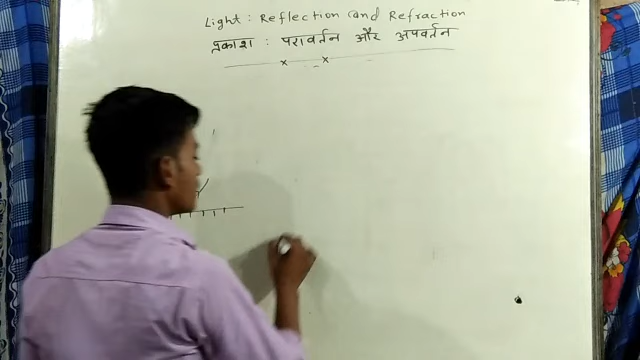 Light : Reflection and Refraction
प्रकाश : परावर्तन और अपवर्तन